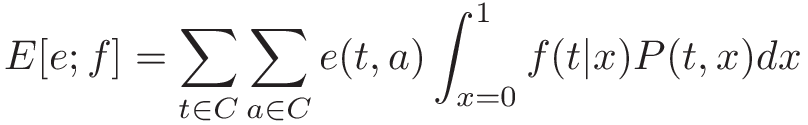 E[e; f] = \sum_{t \in C} \sum_{a \in C} e(t, a) \int_{x=0}^{1} f(t|x) P(t, x) dx